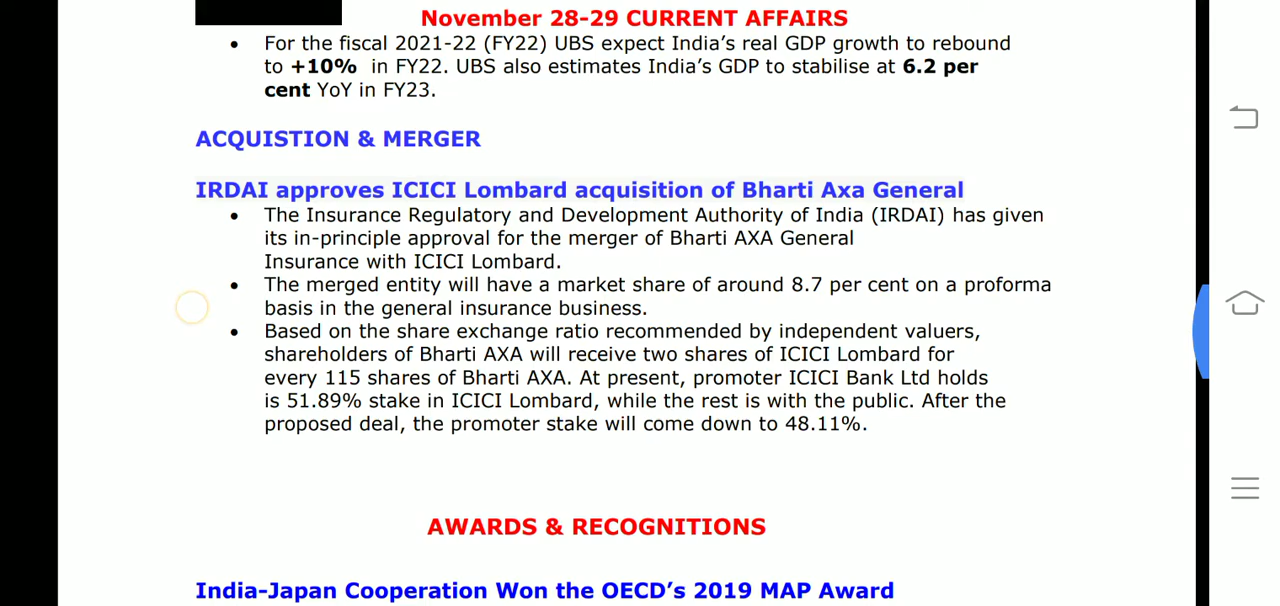 November 28-29 CURRENT AFFAIRS
• For the fiscal 2021-22 (FY22) UBS expect India's real GDP growth to rebound
to +10% in FY22. UBS also estimates India's GDP to stabilise at 6.2 per
cent YoY in FY23.
ACQUISTION & MERGER
IRDAI approves ICICI Lombard acquisition of Bharti Axa General
• The Insurance Regulatory and Development Authority of India (IRDAI) has given
its in-principle approval for the merger of Bharti AXA General
Insurance with ICICI Lombard.
• The merged entity will have a market share of around 8.7 per cent on a proforma
basis in the general insurance business.
• Based on the share exchange ratio recommended by independent valuers,
shareholders of Bharti AXA will receive two shares of ICICI Lombard for
every 115 shares of Bharti AXA. At present, promoter ICICI Bank Ltd holds
is 51.89% stake in ICICI Lombard, while the rest is with the public. After the
proposed deal, the promoter stake will come down to 48.11%.
AWARDS & RECOGNITIONS
India-Japan Cooperation Won the OECD's 2019 MAP Award